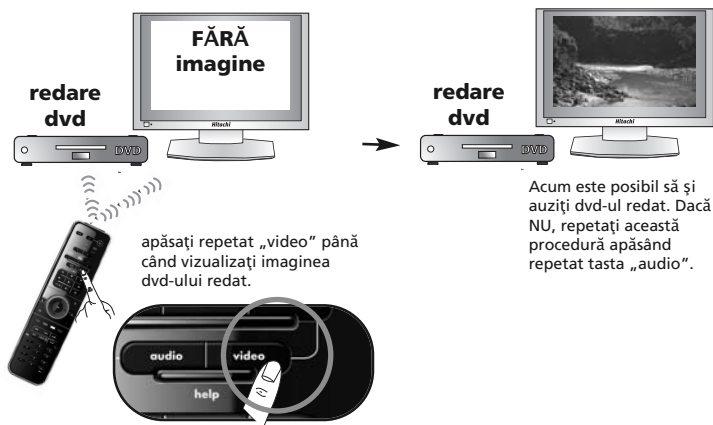 FĂRĂ
imagine
redare
dvd
Hitachi
DVD
apăsaţi repetat „video” până
când vizualizaţi imaginea
dvd-ului redat.
audio
video
help
redare
dvd
Hitachi
DVD
Acum este posibil să şi
auziţi dvd-ul redat. Dacă
NU, repetaţi această
procedură apăsând
repetat tasta „audio”.